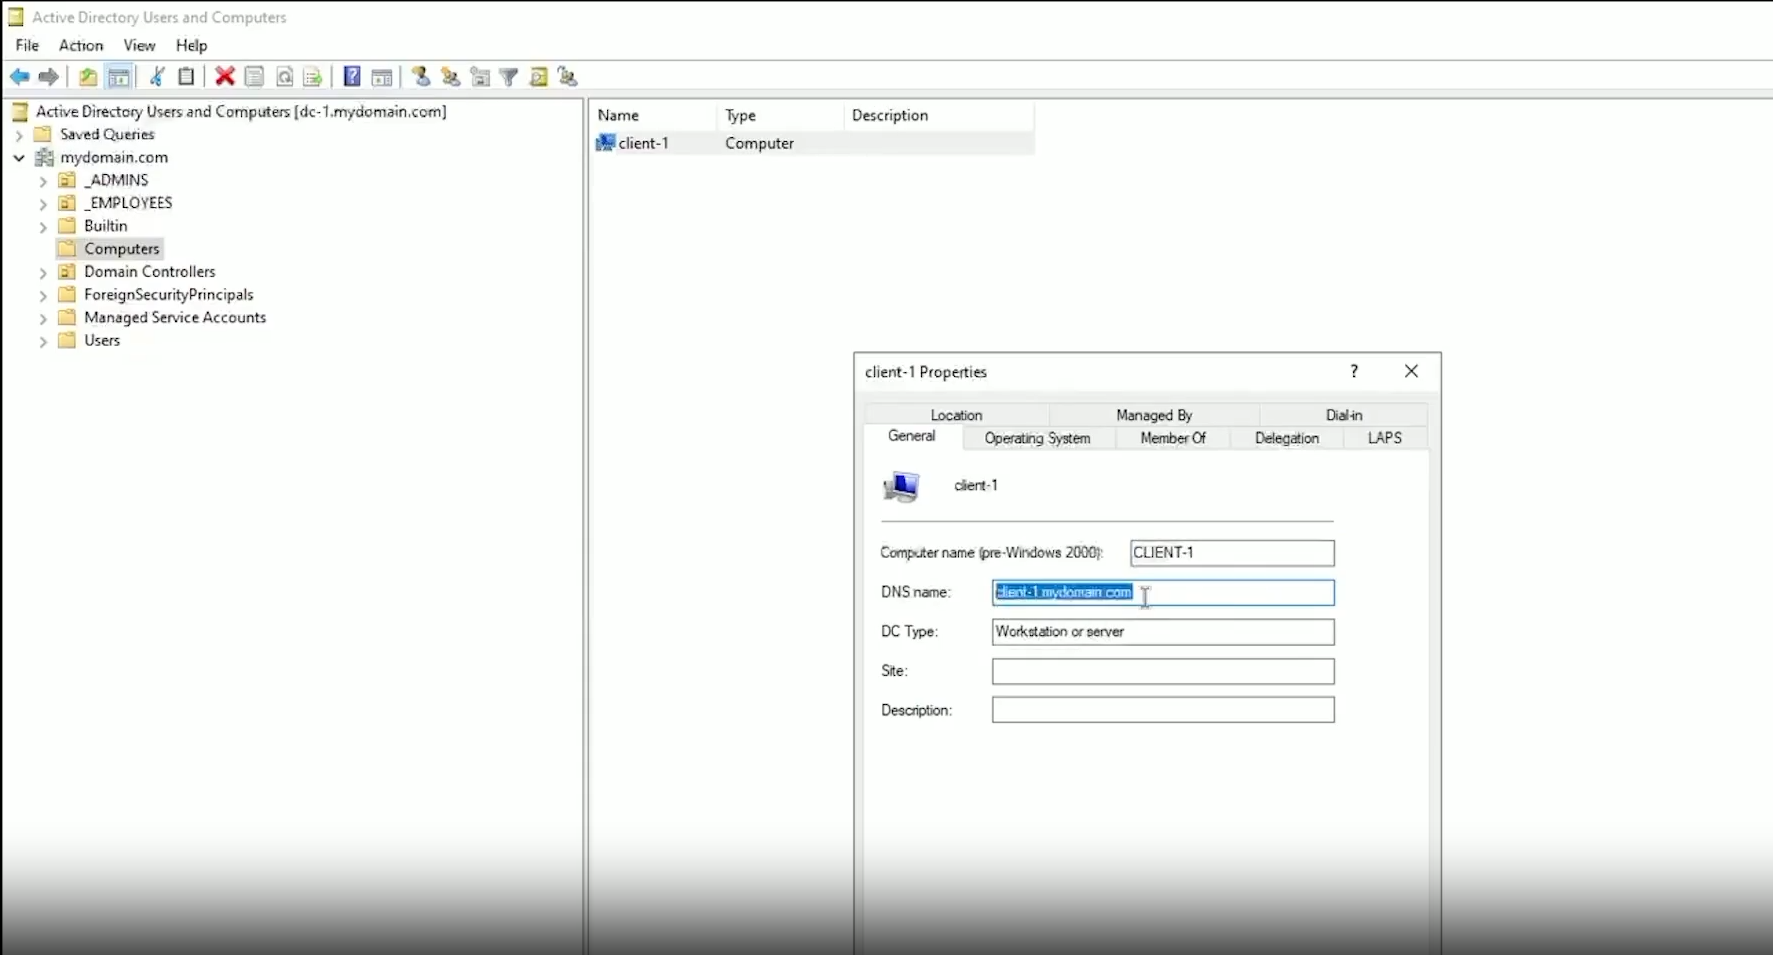 Active Directory Users and Computers
File Action View Help
Active Directory Users and Computers [dc-1.mydomain.com]
Saved Queries
mydomain.com
_ADMINS
_EMPLOYEES
Builtin
Computers
Domain Controllers
ForeignSecurityPrincipals
Managed Service Accounts
Users
Name Type Description
client-1 Computer
client-1 Properties
Location Managed By Dial-in
General Operating System Member Of Delegation LAPS
client-1
Computer name (pre-Windows 2000): CLIENT-1
DNS name: client-1.mydomain.com
DC Type: Workstation or server
Site:
Description: